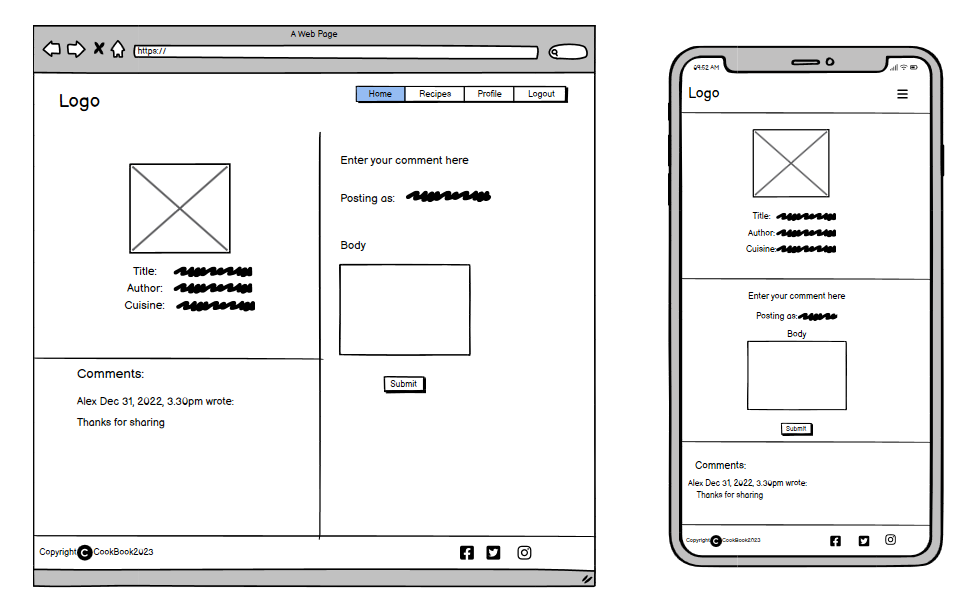 A Web Page
https://
Logo
Home Recipes Profile Logout
Title:
Author:
Cuisine:
Enter your comment here
Posting as:
Body
Submit
Comments:
Alex Dec 31, 2022, 3.30pm wrote:
Thanks for sharing
Copyright C CookBook2023
09:52 AM
Logo
Title:
Author:
Cuisine:
Enter your comment here
Posting as:
Body
Submit
Comments:
Alex Dec 31, 2022, 3.30pm wrote:
Thanks for sharing
Copyright C CookBook2023